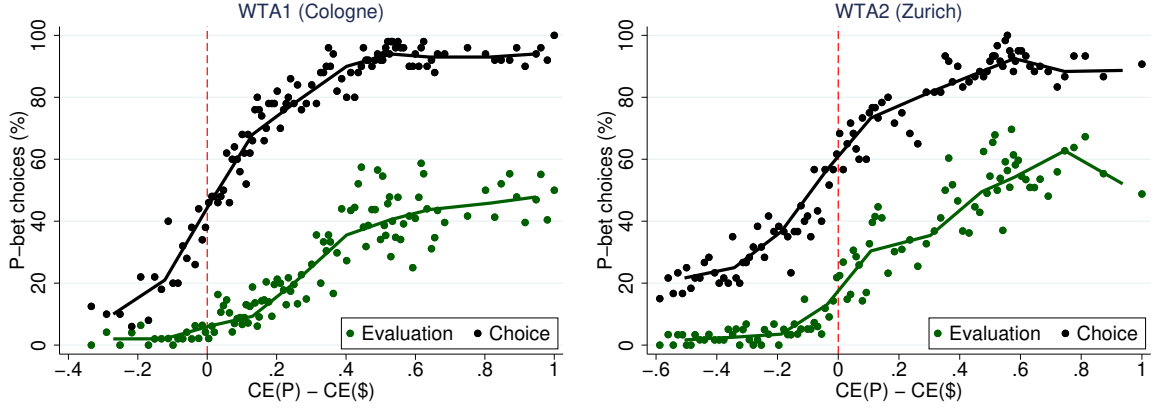 WTA1 (Cologne)
P−bet choices (%)
100
80
60
40
20
0
Evaluation
Choice
−.4 −.2 0 .2 .4 .6 .8 1
CE(P) − CE($)
WTA2 (Zurich)
P−bet choices (%)
100
80
60
40
20
0
Evaluation
Choice
−.6 −.4 −.2 0 .2 .4 .6 .8 1
CE(P) − CE($)